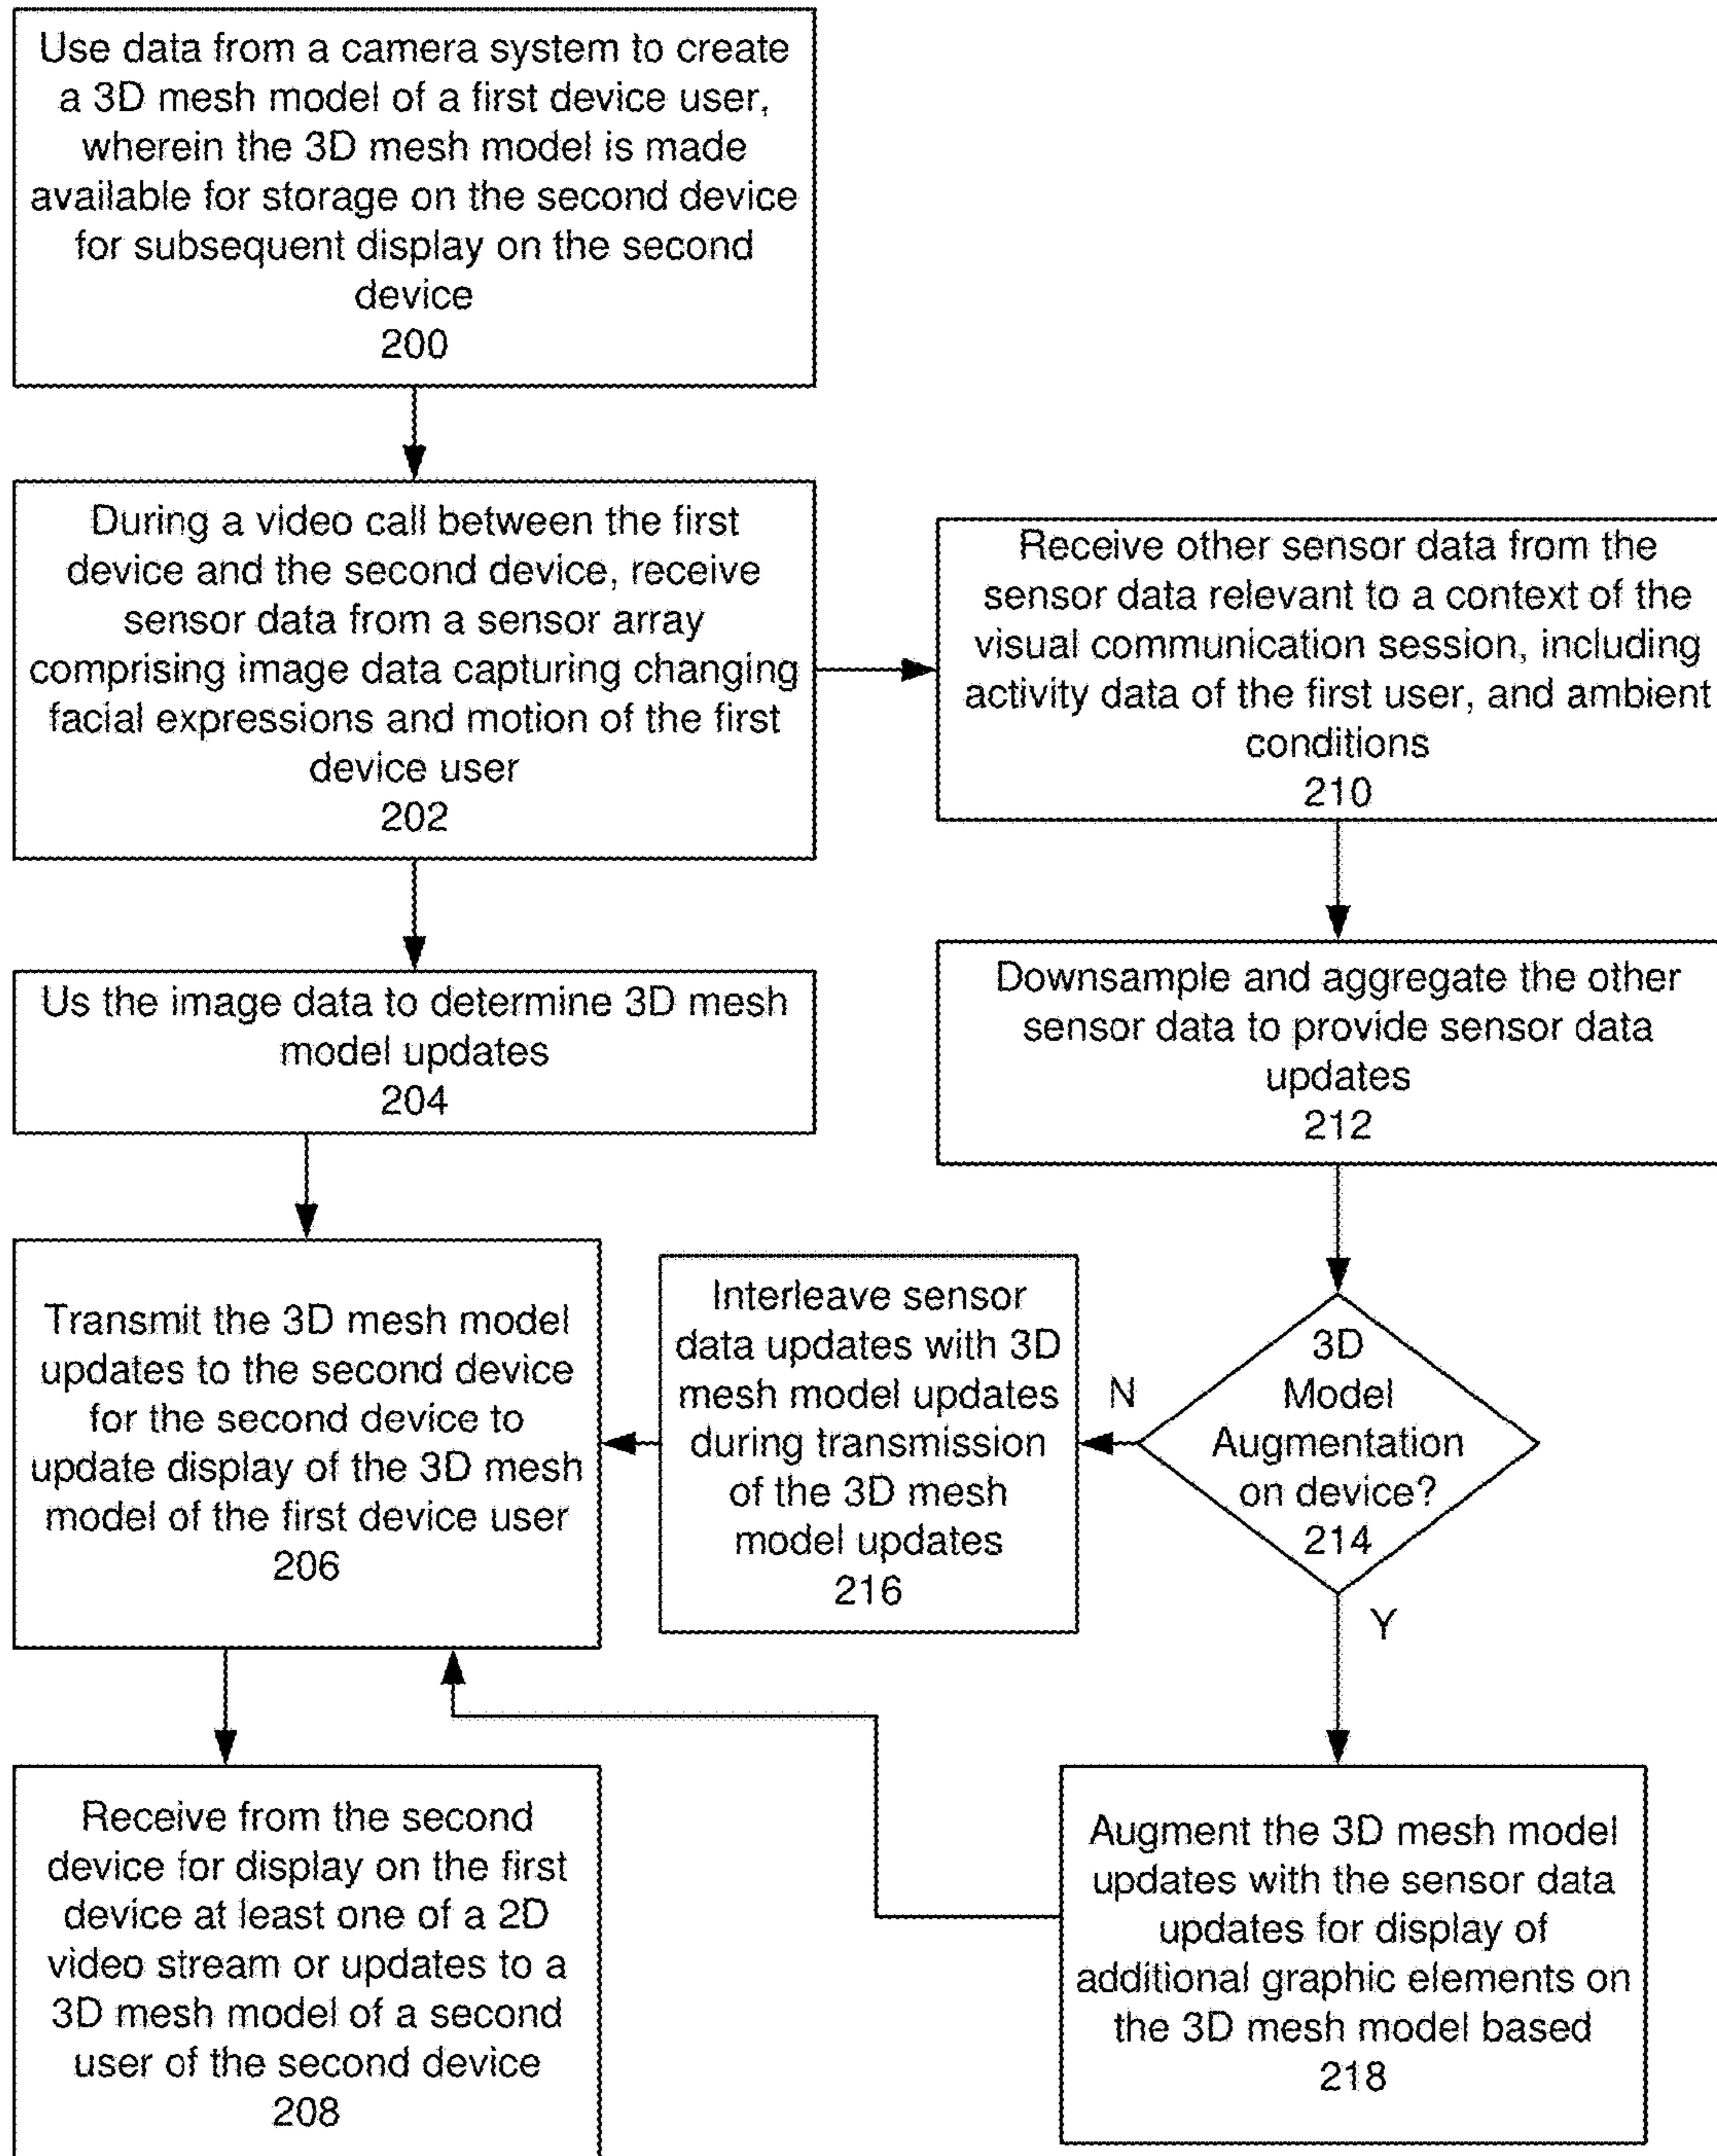 Use data from a camera system to create
a 3D mesh model of a first device user,
wherein the 3D mesh model is made
available for storage on the second device
for subsequent display on the second
device
200
During a video call between the first
device and the second device, receive
sensor data from a sensor array
comprising image data capturing changing
facial expressions and motion of the first
device user
202
Receive other sensor data from the
sensor data relevant to a context of the
visual communication session, including
activity data of the first user, and ambient
conditions
210
Us the image data to determine 3D mesh
model updates
204
Downsample and aggregate the other
sensor data to provide sensor data
updates
212
Transmit the 3D mesh model
updates to the second device
for the second device to
update display of the 3D mesh
model of the first device user
206
Interleave sensor
data updates with 3D
mesh model updates
during transmission
of the 3D mesh
model updates
216
N
3D
Model
Augmentation
on device?
214
Y
Receive from the second
device for display on the first
device at least one of a 2D
video stream or updates to a
3D mesh model of a second
user of the second device
208
Augment the 3D mesh model
updates with the sensor data
updates for display of
additional graphic elements on
the 3D mesh model based
218